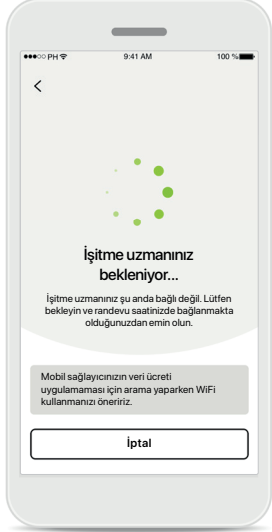 PH 9:41 AM 100 %
İşitme uzmanınız
bekleniyor...
İşitme uzmanınız şu anda bağlı değil. Lütfen
bekleyin ve randevu saatinizde bağlanmakta
olduğunuzdan emin olun.
Mobil sağlayıcınızın veri ücreti
uygulamaması için arama yaparken WiFi
kullanmanızı öneririz.
İptal